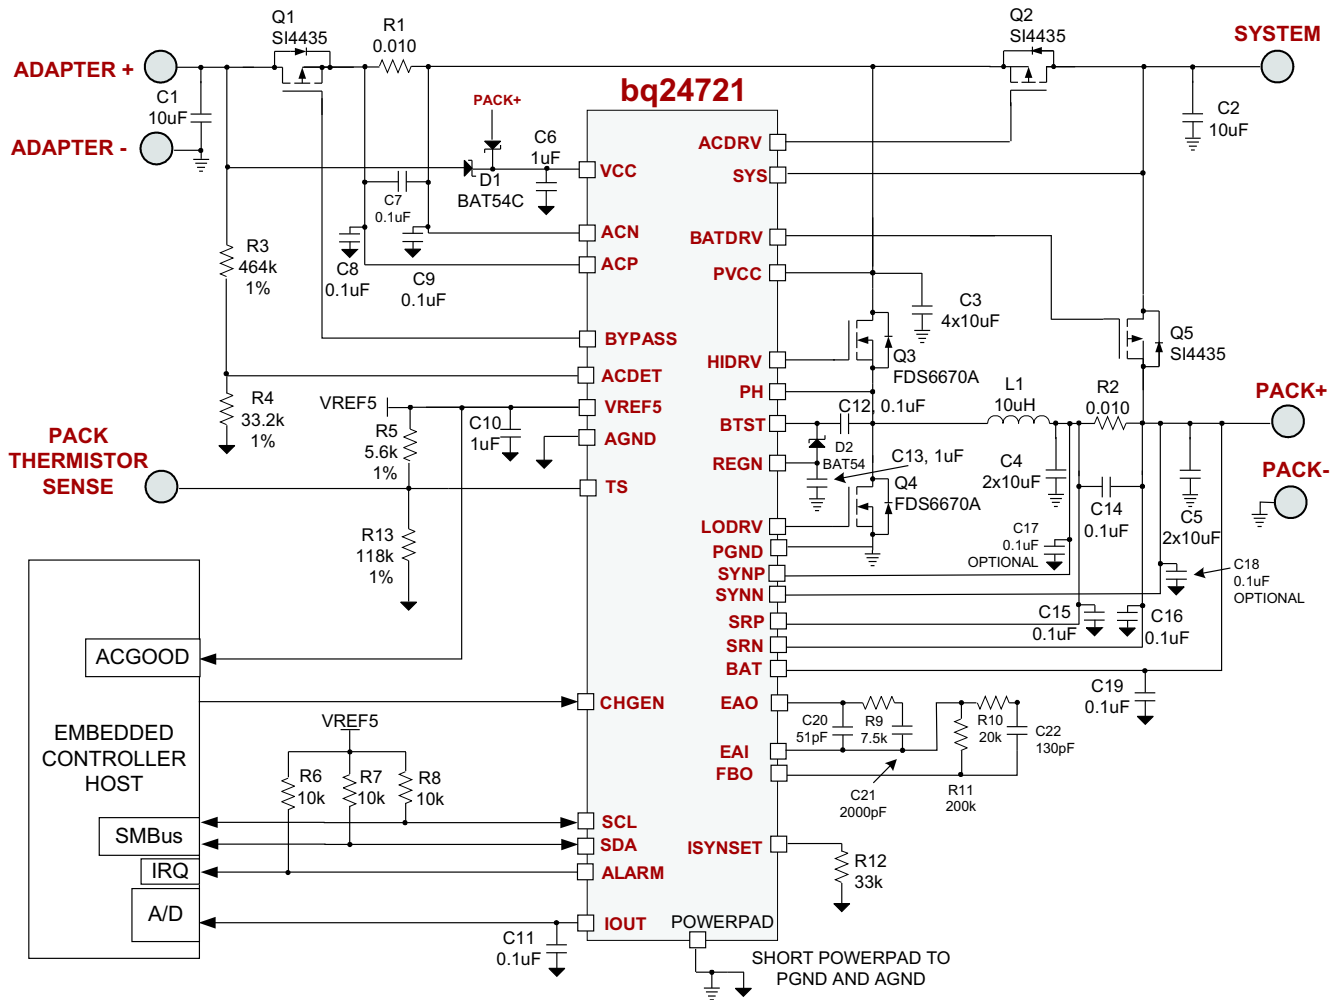 Q1
SI4435
R1
0.010
Q2
SI4435
SYSTEM
ADAPTER +
C1
10uF
ADAPTER -
PACK+
C6
1uF
D1
BAT54C
C7
0.1uF
C8
0.1uF
C9
0.1uF
C2
10uF
bq24721
VCC
ACN
ACP
BYPASS
ACDET
VREF5
AGND
TS
CHGEN
SCL
SDA
ALARM
IOUT
POWERPAD
ACDRV
SYS
BATDRV
PVCC
HIDRV
PH
BTST
REGN
LODRV
PGND
SYNP
SYNN
SRP
SRN
BAT
EAO
EAI
FBO
ISYNSET
R3
464k
1%
R4
33.2k
1%
VREF5
R5
5.6k
1%
C10
1uF
PACK
THERMISTOR
SENSE
R13
118k
1%
C3
4x10uF
Q3
FDS6670A
Q5
SI4435
C12, 0.1uF
L1
10uH
R2
0.010
PACK+
D2
BAT54
C13, 1uF
Q4
FDS6670A
C4
2x10uF
C14
0.1uF
C5
2x10uF
PACK-
C17
0.1uF
OPTIONAL
C18
0.1uF
OPTIONAL
C15
0.1uF
C16
0.1uF
C19
0.1uF
C20
51pF
R9
7.5k
R10
20k
C22
130pF
C21
2000pF
R11
200k
R12
33k
ACGOOD
EMBEDDED
CONTROLLER
HOST
VREF5
R6
10k
R7
10k
R8
10k
SMBus
IRQ
A/D
C11
0.1uF
SHORT POWERPAD TO
PGND AND AGND